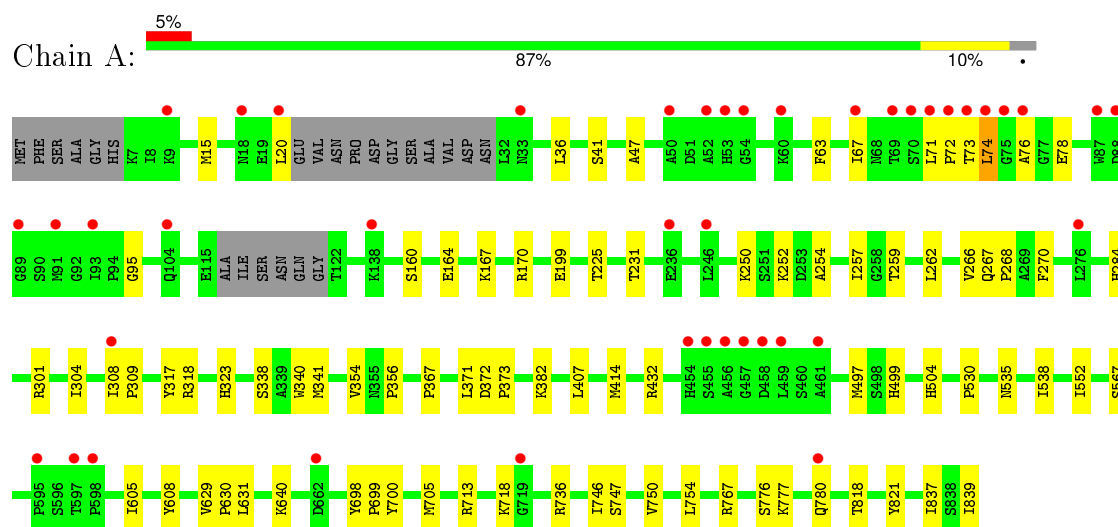 5%
Chain A:
87% 10%
MET PHE SER ALA GLY HIS K7 I8 K9 M15 N18 E19 L20 GLU VAL ASN PRO ASP GLY SER ALA VAL ASP ASN L32 N33 L36 S41 A47 A50 D51 A52 H53 G54 K60 F63 I67 N68 T69 S70 L71 P72 T73 L74 G75 A76 G77 E78 W87 D88
G89 S90 M91 G92 I93 P94 G95 Q104 E115 ALA ILE SER ASN GLN GLY T122 K138 S160 E164 K167 R170 E199 T225 T231 E236 L246 K250 S251 K252 D253 A254 I257 G258 T259 L262 V266 Q267 P268 A269 F270 L276
R301 I304 I308 P309 Y317 R318 H323 S338 A339 W340 M341 V354 N355 P356 P367 L371 D372 P373 K382 L407 M414 R432 H454 S455 A456 G457 D458 L459 S460 A461 M497 S498 H499 H504 P530 N535 I538 I552
P595 S596 T597 P598 I605 Y608 V629 P630 L631 K640 D662 Y698 P699 Y700 M705 R713 K718 G719 R736 I746 S747 V750 L754 R767 S776 K777 Q780 T818 Y821 I837 S838 I839